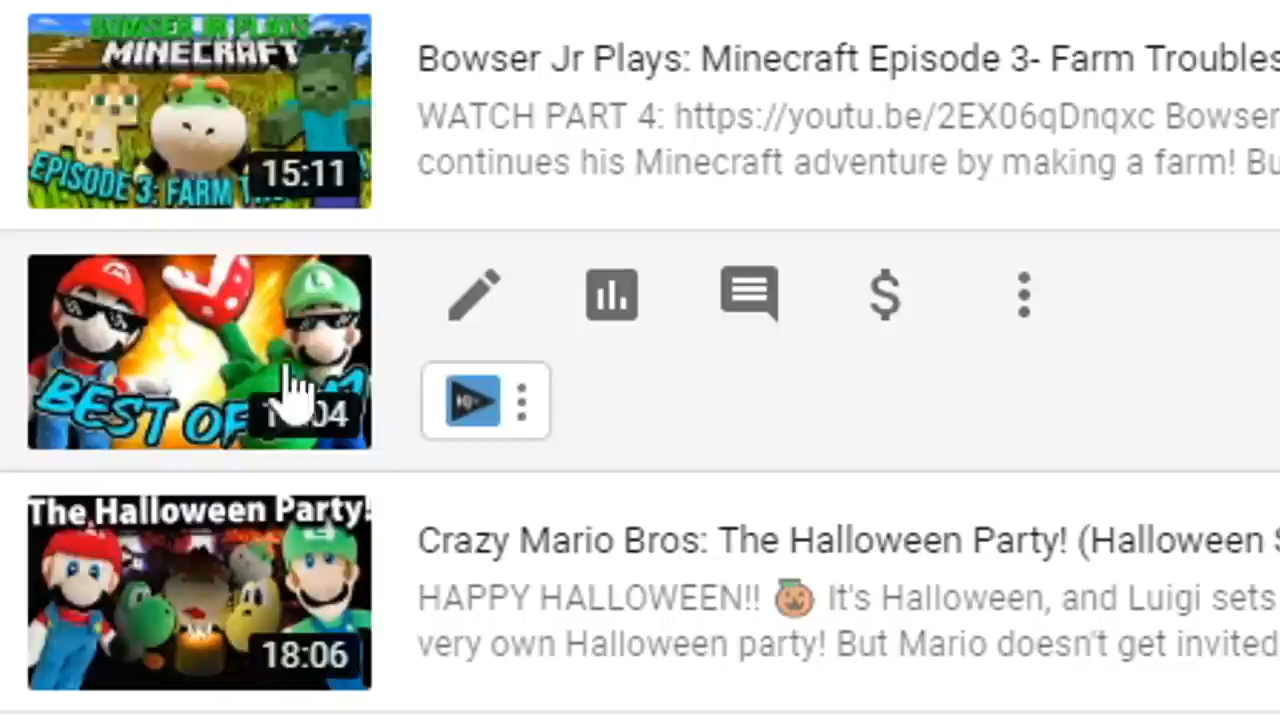 BOWSER JR PLAYS
MINECRAFT
EPISODE 3: FARM
15:11
Bowser Jr Plays: Minecraft Episode 3- Farm Troubles
WATCH PART 4: https://youtu.be/2EX06qDnqxc Bowser
continues his Minecraft adventure by making a farm! Bu
BEST OF
The Halloween Party!
18:06
Crazy Mario Bros: The Halloween Party! (Halloween S
HAPPY HALLOWEEN!! 🎃 It's Halloween, and Luigi sets
very own Halloween party! But Mario doesn't get invited